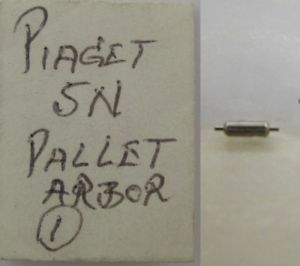 PIAGET
5N
PALLET
ARBOR
1